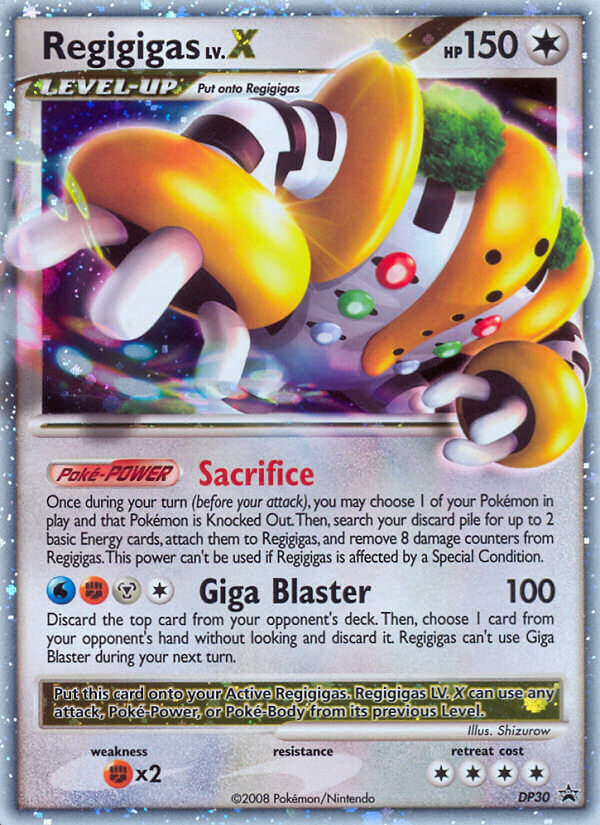 Regigigas LV.X HP 150
LEVEL-UP Put onto Regigigas
Poké-POWER Sacrifice
Once during your turn (before your attack), you may choose 1 of your Pokémon in
play and that Pokémon is Knocked Out. Then, search your discard pile for up to 2
basic Energy cards, attach them to Regigigas, and remove 8 damage counters from
Regigigas. This power can't be used if Regigigas is affected by a Special Condition.
Giga Blaster 100
Discard the top card from your opponent's deck. Then, choose 1 card from
your opponent's hand without looking and discard it. Regigigas can't use Giga
Blaster during your next turn.
Put this card onto your Active Regigigas. Regigigas LV.X can use any
attack, Poké-Power, or Poké-Body from its previous Level.
Illus. Shizurow
weakness resistance retreat cost
x2
©2008 Pokémon/Nintendo DP30